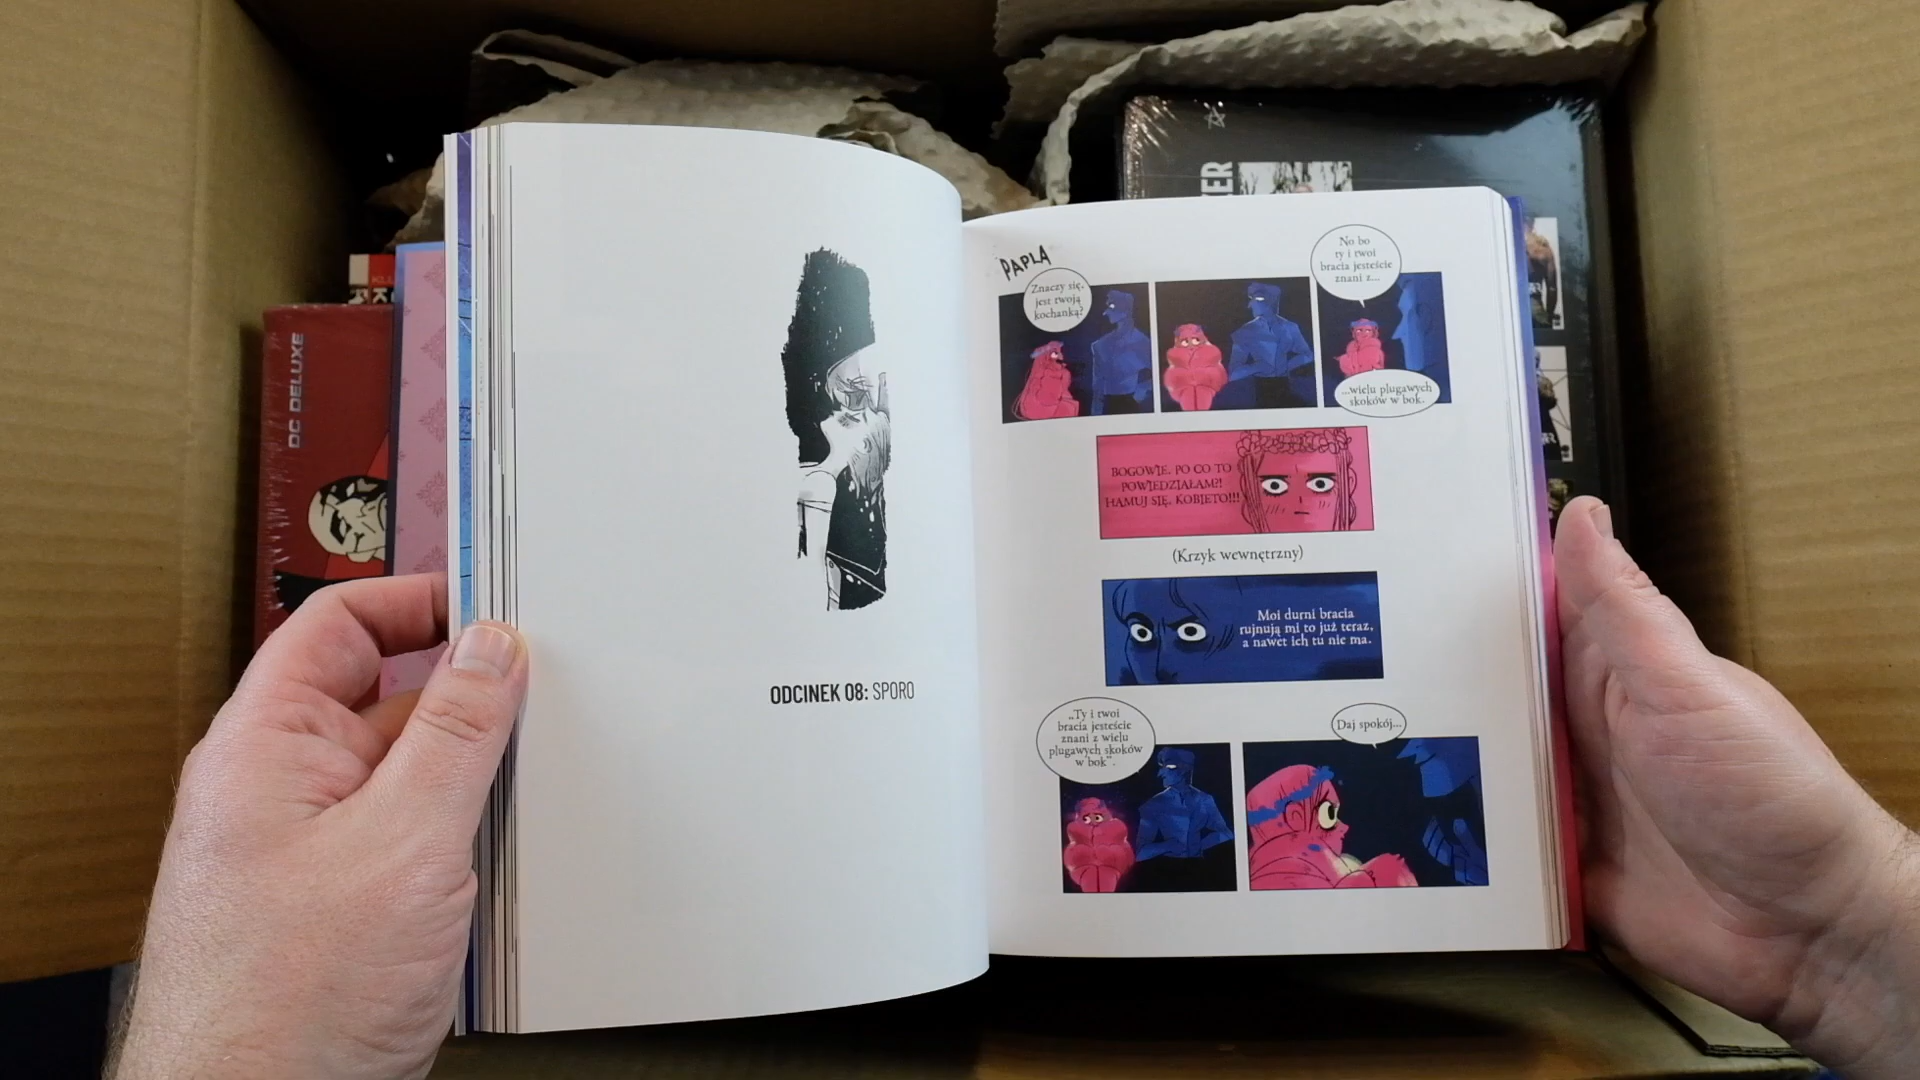 DC DELUXE
ODCINEK 08: SPORO
PAPLA
Znaczy się,
jest twoją
kochanką?
No bo
ty i twoi
bracia jesteście
znani z...
...wielu plugawych
skoków w bok.
BOGOWIE, PO CO TO
POWIEDZIAŁAM?!
HAMUJ SIĘ, KOBIETO!!!
(Krzyk wewnętrzny)
Moi durni bracia
rujnują mi to już teraz,
a nawet ich tu nie ma.
„Ty i twoi
bracia jesteście
znani z wielu
plugawych skoków
w bok”.
Daj spokój...